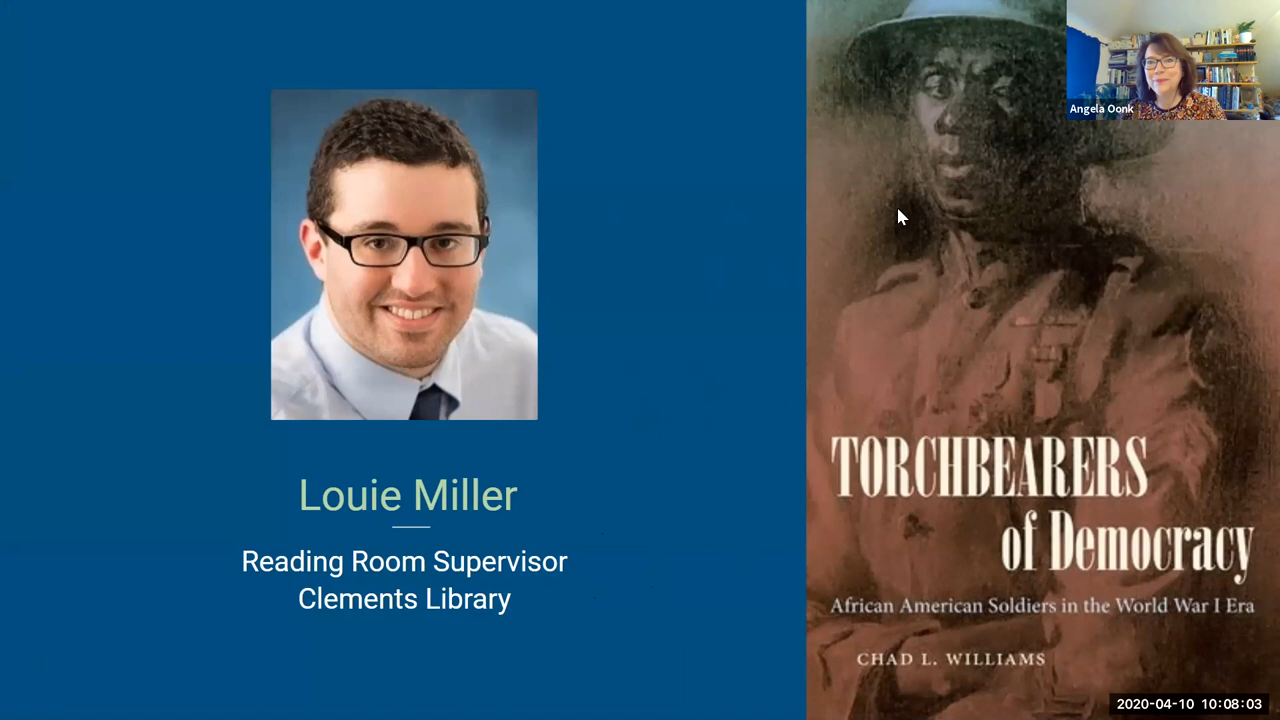 Louie Miller
Reading Room Supervisor
Clements Library
Angela Oonk
TORCHBEARERS
of Democracy
African American Soldiers in the World War I Era
CHAD L. WILLIAMS
2020-04-10 10:08:03